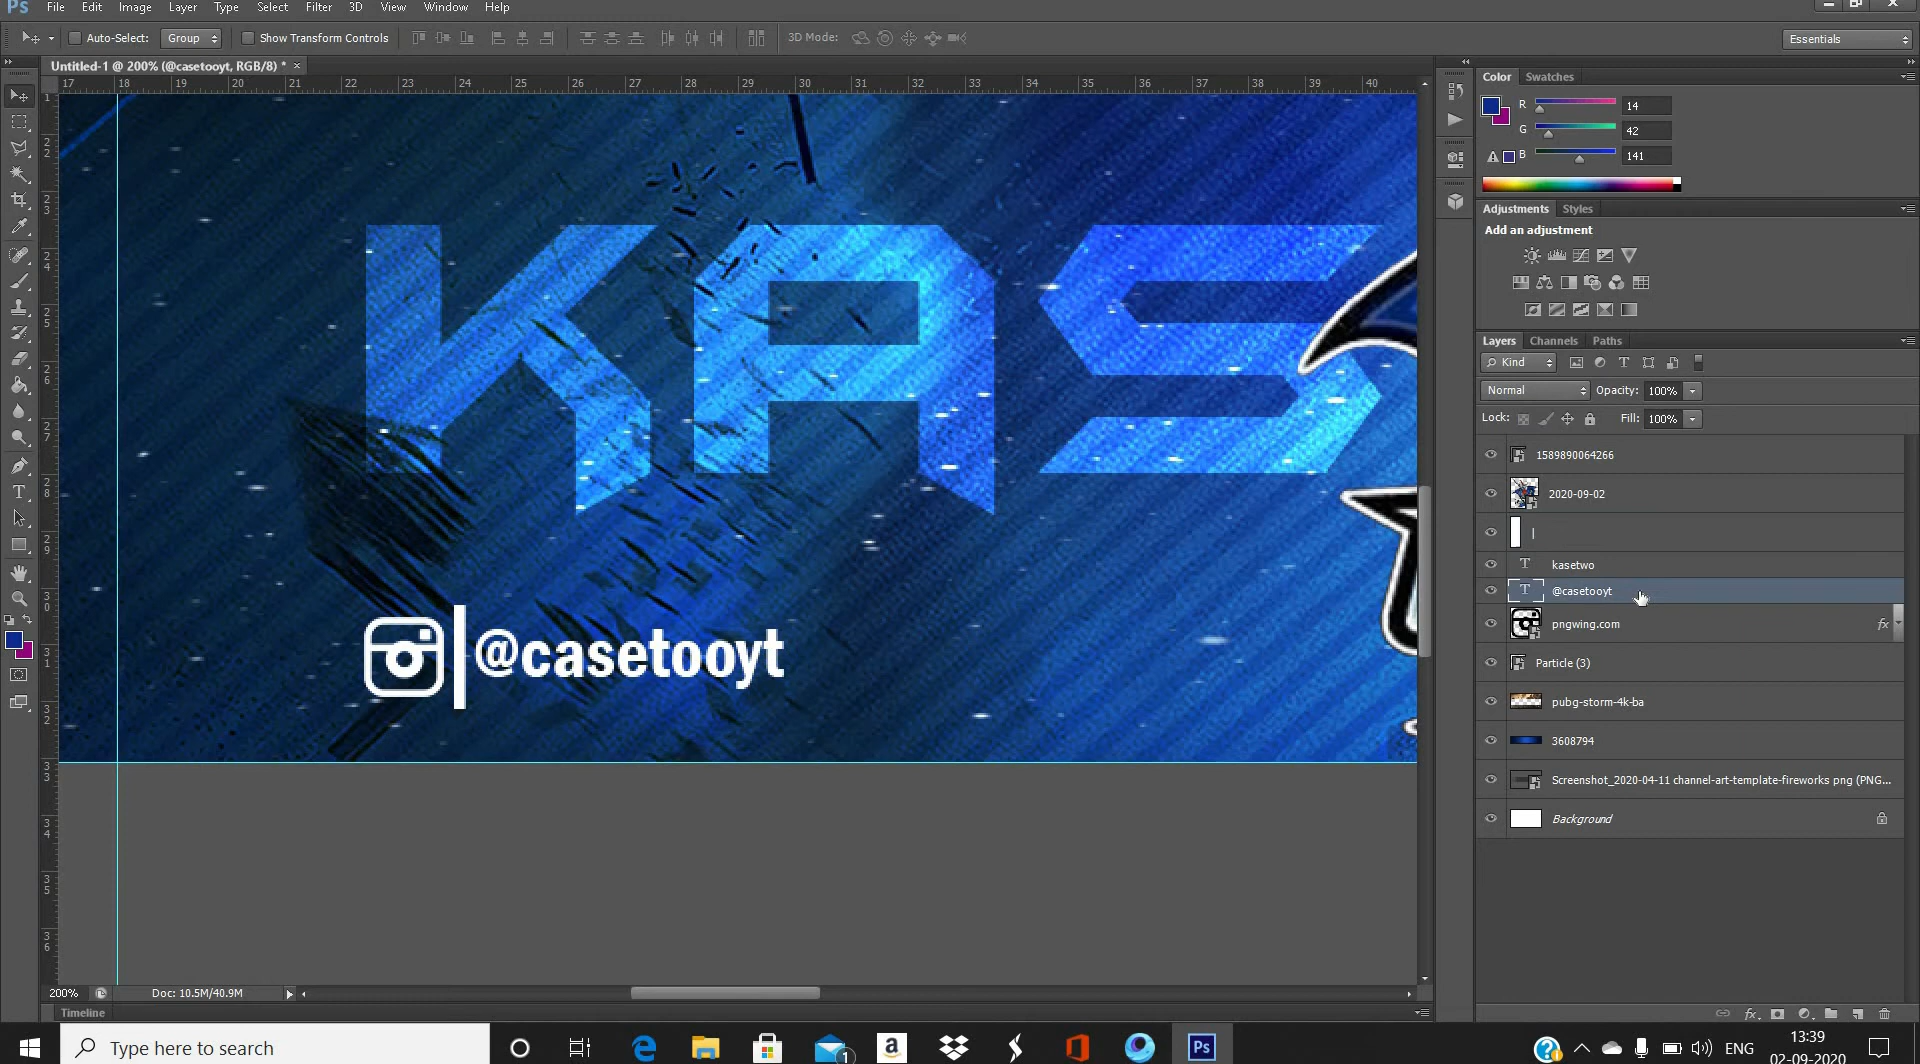 Ps File Edit Image Layer Type Select Filter 3D View Window Help
Auto-Select: Group Show Transform Controls 3D Mode: Essentials
Untitled-1 @ 200% (@casetooyt, RGB/8) * ×
17 18 19 20 21 22 23 24 25 26 27 28 29 30 31 32 33 34 35 36 37 38 39 40
Color Swatches
R 14
G 42
B 141
Adjustments Styles
Add an adjustment
KAS
Layers Channels Paths
Kind
Normal Opacity: 100%
Lock: Fill: 100%
1589890064266
2020-09-02
|
kasetwo
@casetooyt
pngwing.com fx
Particle (3)
pubg-storm-4k-ba
3608794
Screenshot_2020-04-11 channel-art-template-fireworks png (PNG...
Background
@casetooyt
200% Doc: 10.5M/40.9M
Timeline
Type here to search
1
Ps
ENG
13:39
02-09-2020